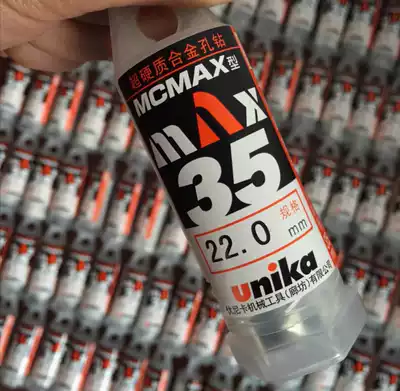 超硬质合金孔钻
MCMAX型
max
35
规格
22.0 mm
unika
优尼卡机械工具(廊坊)有限公司